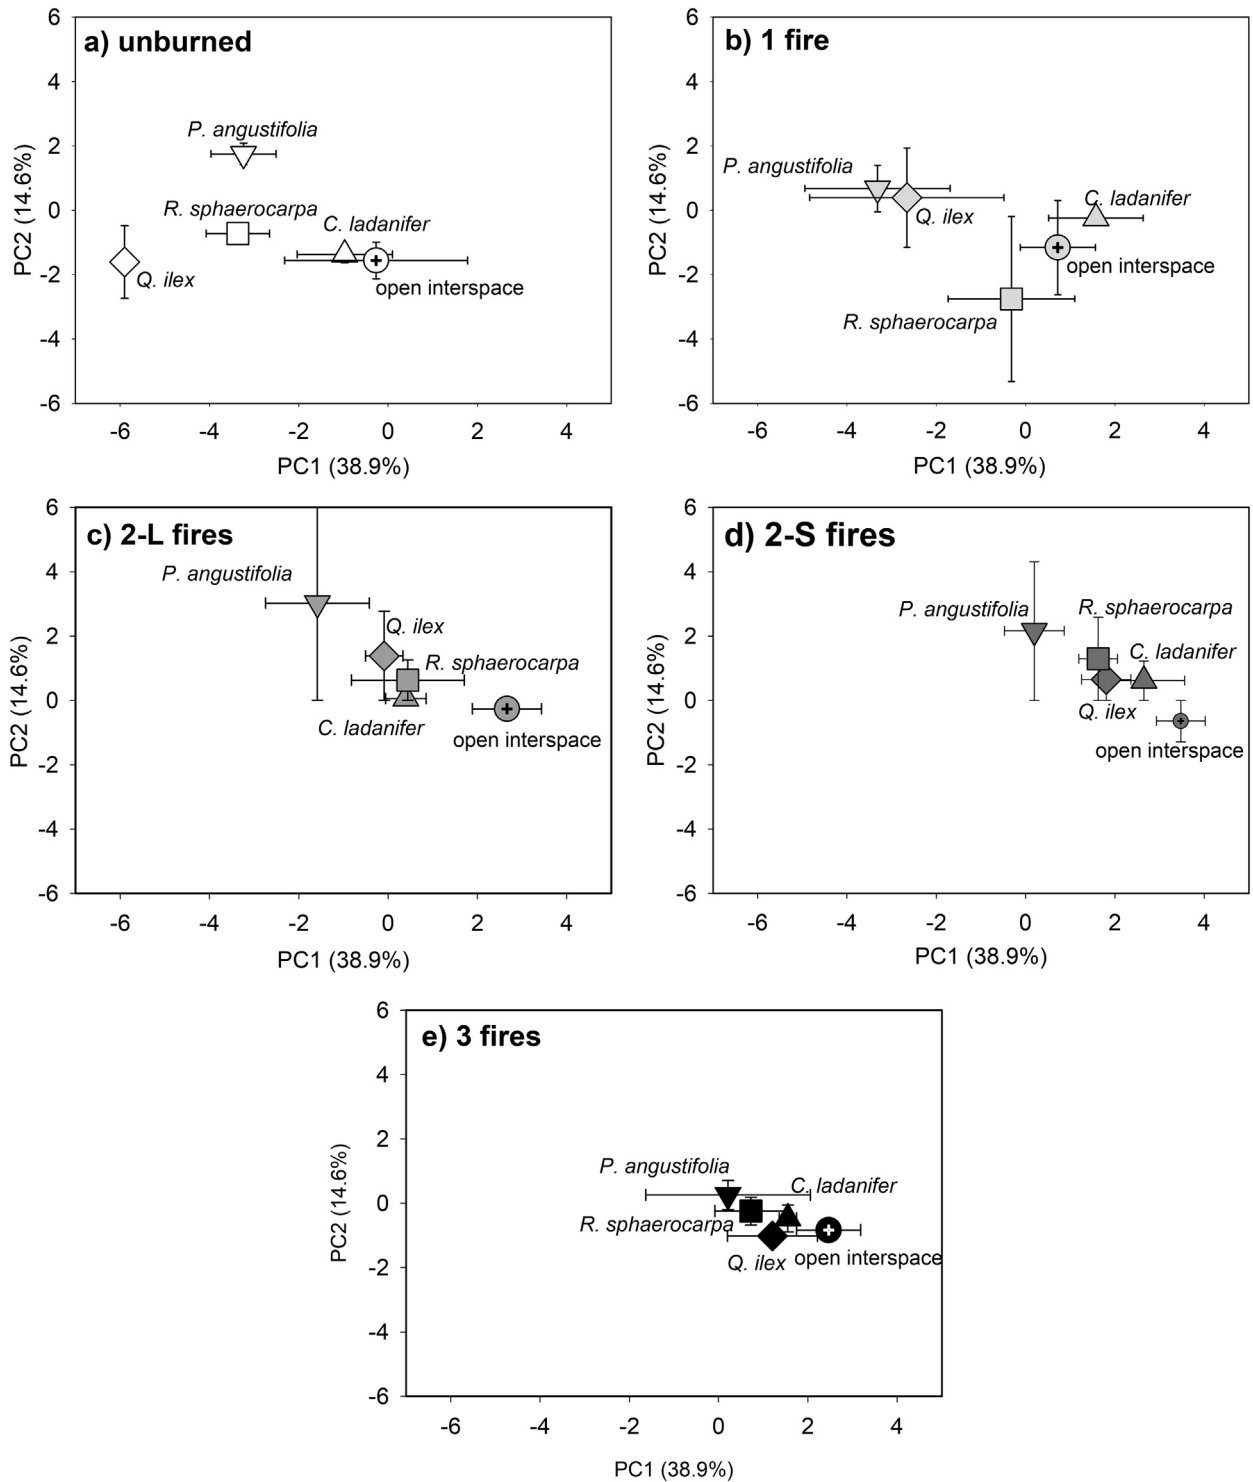 a) unburned
6
4
2
0
-2
-4
-6
PC2 (14.6%)
P. angustifolia
R. sphaerocarpa
C. ladanifer
Q. ilex
open interspace
-6 -4 -2 0 2 4
PC1 (38.9%)
b) 1 fire
6
4
2
0
-2
-4
-6
PC2 (14.6%)
P. angustifolia
C. ladanifer
Q. ilex
open interspace
R. sphaerocarpa
-6 -4 -2 0 2 4
PC1 (38.9%)
c) 2-L fires
6
4
2
0
-2
-4
-6
PC2 (14.6%)
P. angustifolia
Q. ilex
R. sphaerocarpa
C. ladanifer
open interspace
-6 -4 -2 0 2 4
PC1 (38.9%)
d) 2-S fires
6
4
2
0
-2
-4
-6
PC2 (14.6%)
P. angustifolia
R. sphaerocarpa
C. ladanifer
Q. ilex
open interspace
-6 -4 -2 0 2 4
PC1 (38.9%)
e) 3 fires
6
4
2
0
-2
-4
-6
PC2 (14.6%)
P. angustifolia
C. ladanifer
R. sphaerocarpa
Q. ilex
open interspace
-6 -4 -2 0 2 4
PC1 (38.9%)